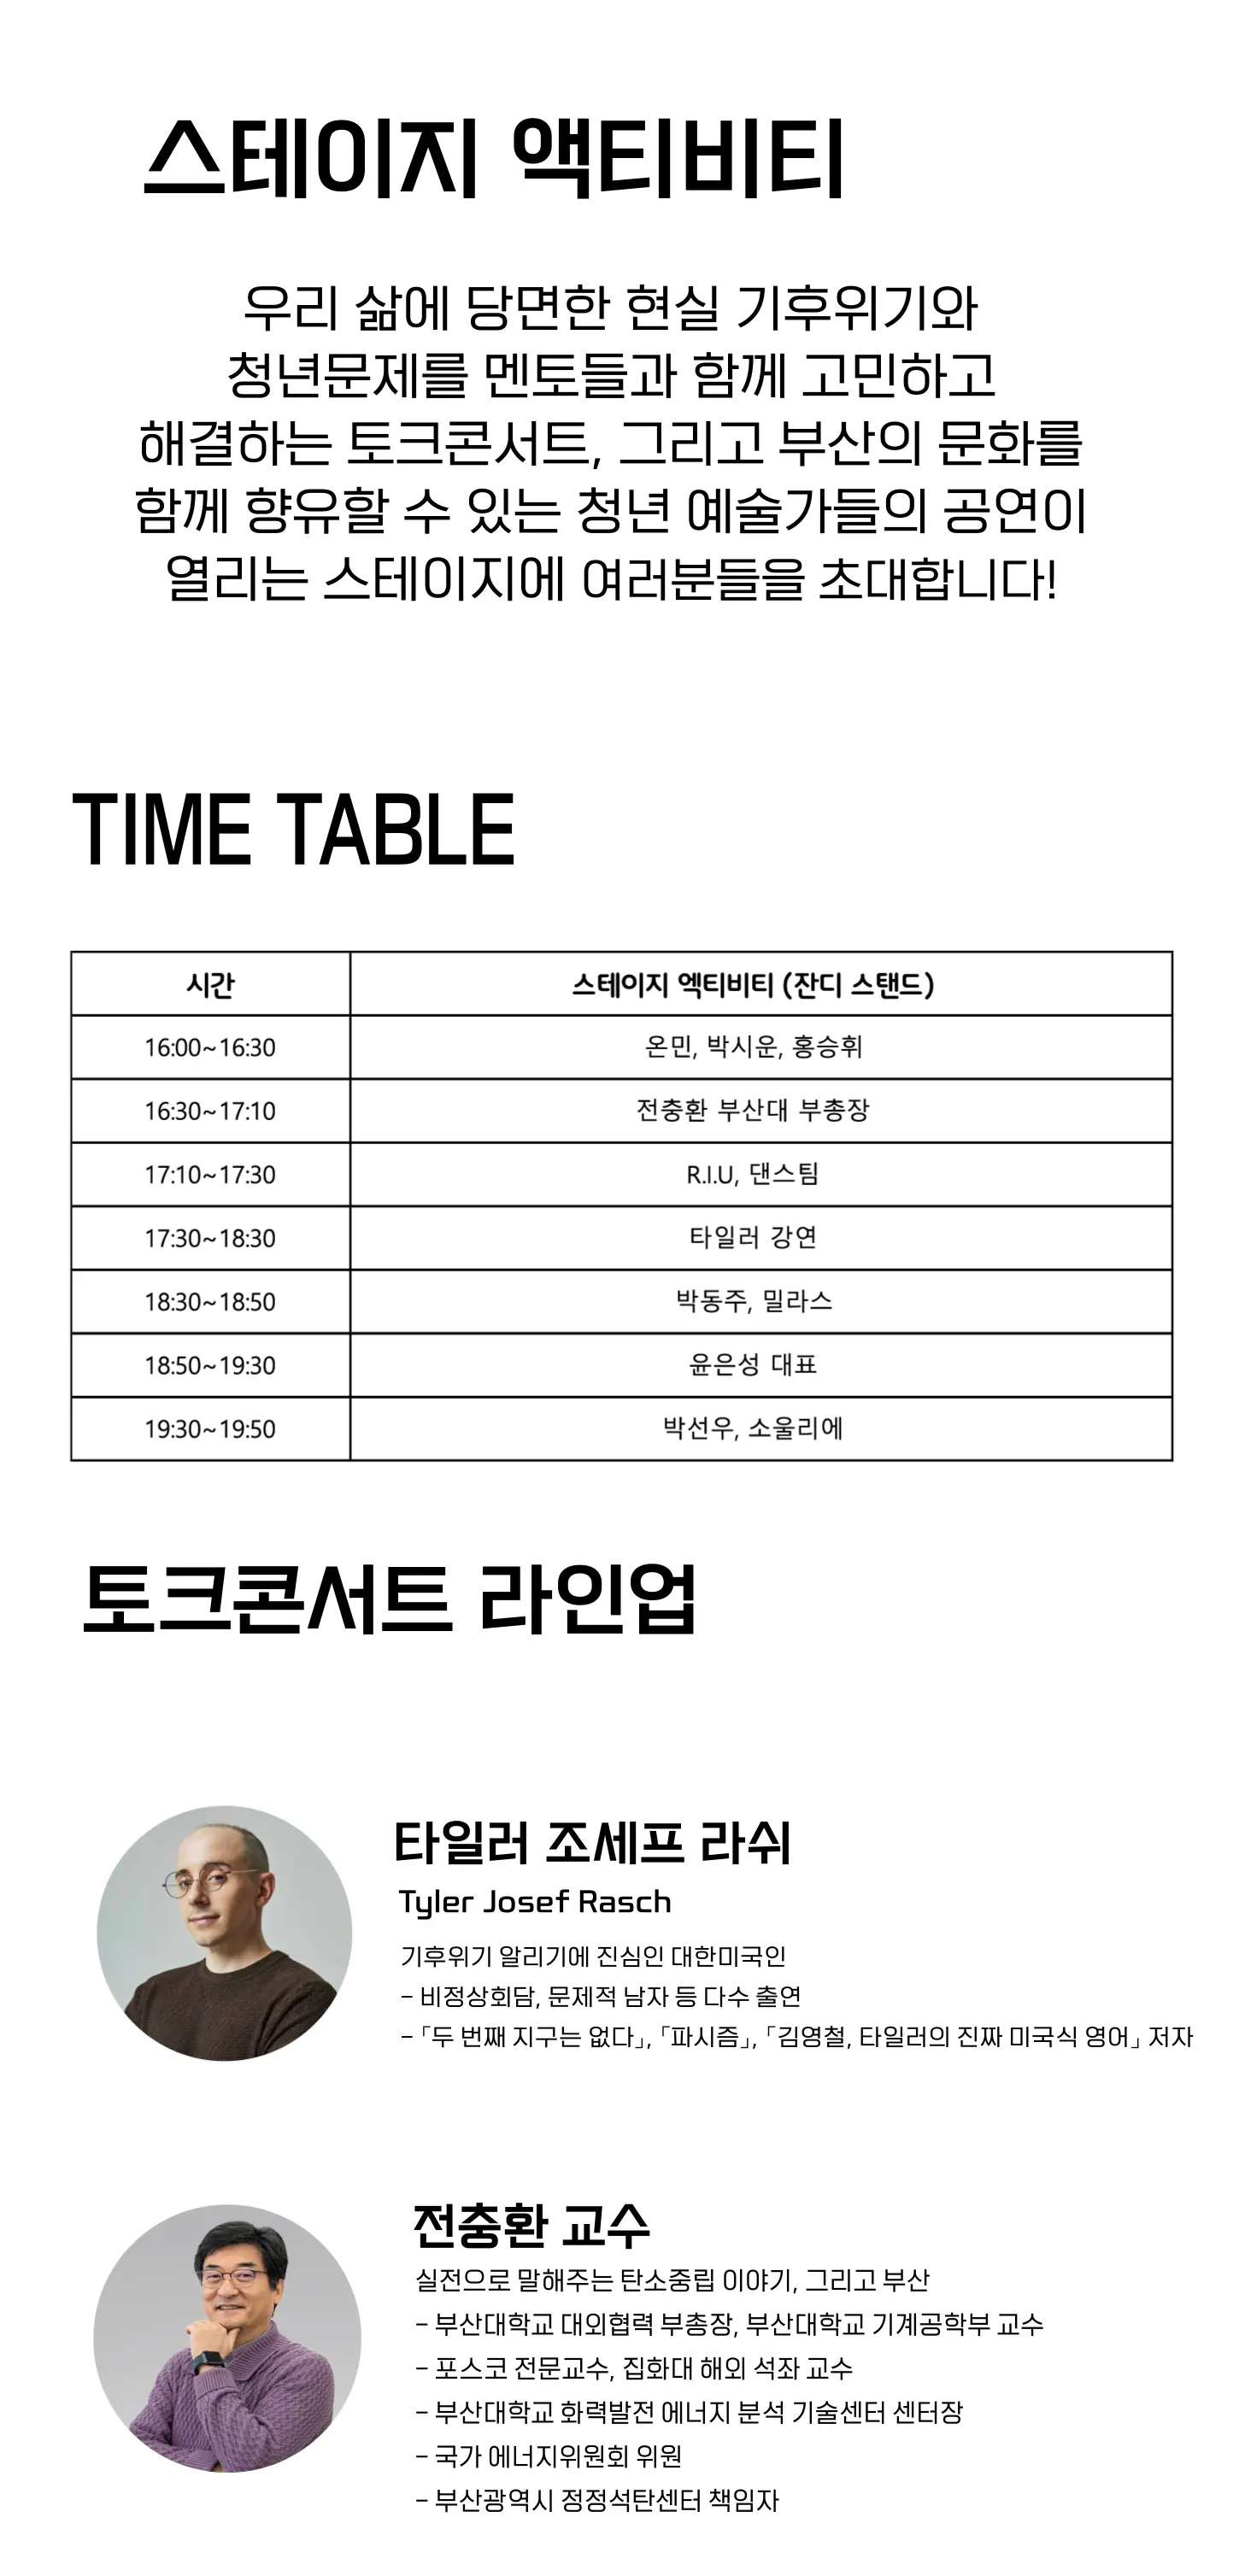 스테이지 액티비티
우리 삶에 당면한 현실 기후위기와
청년문제를 멘토들과 함께 고민하고
해결하는 토크콘서트, 그리고 부산의 문화를
함께 향유할 수 있는 청년 예술가들의 공연이
열리는 스테이지에 여러분들을 초대합니다!
TIME TABLE
시간 스테이지 엑티비티 (잔디 스탠드)
16:00~16:30 온민, 박시운, 홍승휘
16:30~17:10 전충환 부산대 부총장
17:10~17:30 R.I.U, 댄스팀
17:30~18:30 타일러 강연
18:30~18:50 박동주, 밀라스
18:50~19:30 윤은성 대표
19:30~19:50 박선우, 소울리에
토크콘서트 라인업
타일러 조세프 라쉬
Tyler Josef Rasch
기후위기 알리기에 진심인 대한미국인
- 비정상회담, 문제적 남자 등 다수 출연
- 「두 번째 지구는 없다」, 「파시즘」, 「김영철, 타일러의 진짜 미국식 영어」 저자
전충환 교수
실전으로 말해주는 탄소중립 이야기, 그리고 부산
- 부산대학교 대외협력 부총장, 부산대학교 기계공학부 교수
- 포스코 전문교수, 집화대 해외 석좌 교수
- 부산대학교 화력발전 에너지 분석 기술센터 센터장
- 국가 에너지위원회 위원
- 부산광역시 정정석탄센터 책임자